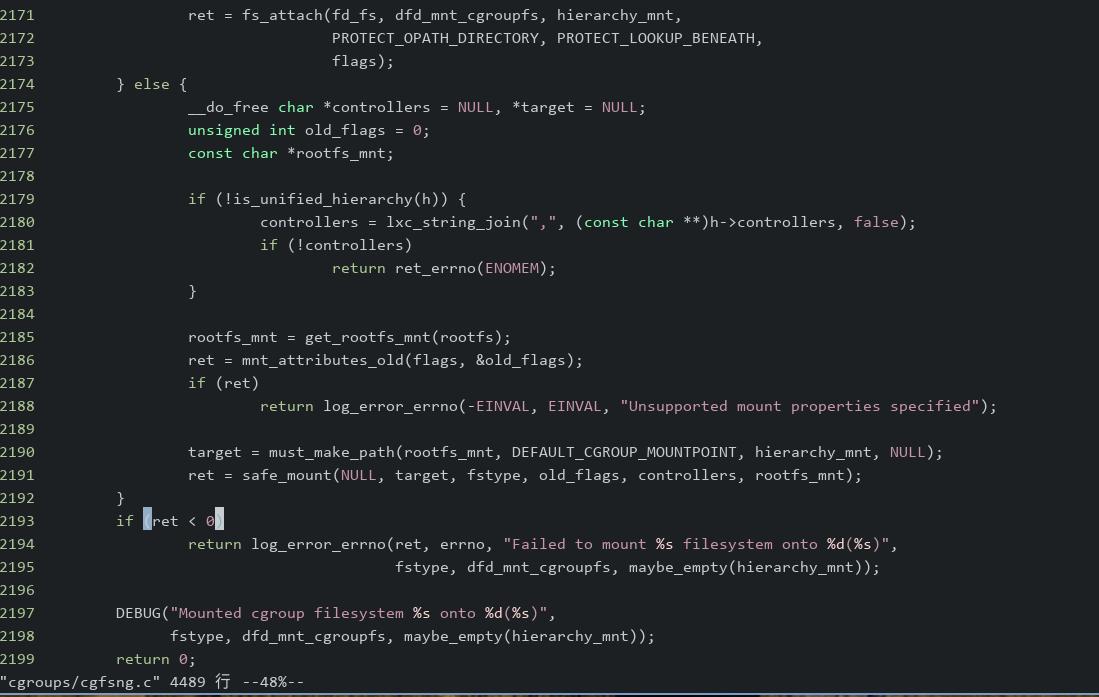 2171                 ret = fs_attach(fd_fs, dfd_mnt_cgroupfs, hierarchy_mnt,
2172                                 PROTECT_OPATH_DIRECTORY, PROTECT_LOOKUP_BENEATH,
2173                                 flags);
2174         } else {
2175                 __do_free char *controllers = NULL, *target = NULL;
2176                 unsigned int old_flags = 0;
2177                 const char *rootfs_mnt;
2178
2179                 if (!is_unified_hierarchy(h)) {
2180                         controllers = lxc_string_join(",", (const char **)h->controllers, false);
2181                         if (!controllers)
2182                                 return ret_errno(ENOMEM);
2183                 }
2184
2185                 rootfs_mnt = get_rootfs_mnt(rootfs);
2186                 ret = mnt_attributes_old(flags, &old_flags);
2187                 if (ret)
2188                         return log_error_errno(-EINVAL, EINVAL, "Unsupported mount properties specified");
2189
2190                 target = must_make_path(rootfs_mnt, DEFAULT_CGROUP_MOUNTPOINT, hierarchy_mnt, NULL);
2191                 ret = safe_mount(NULL, target, fstype, old_flags, controllers, rootfs_mnt);
2192         }
2193         if (ret < 0)
2194                 return log_error_errno(ret, errno, "Failed to mount %s filesystem onto %d(%s)",
2195                                        fstype, dfd_mnt_cgroupfs, maybe_empty(hierarchy_mnt));
2196
2197         DEBUG("Mounted cgroup filesystem %s onto %d(%s)",
2198               fstype, dfd_mnt_cgroupfs, maybe_empty(hierarchy_mnt));
2199         return 0;
"cgroups/cgfsng.c" 4489 行 --48%--